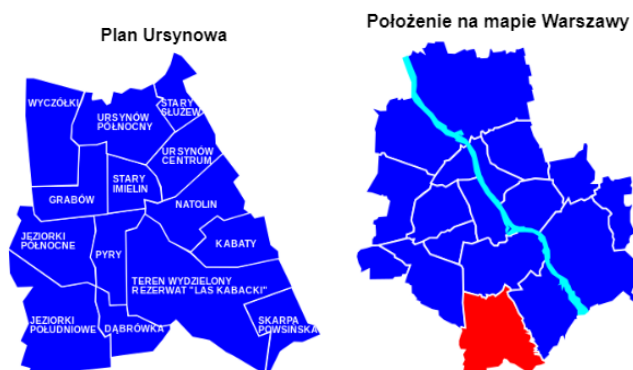 Plan Ursynowa
Położenie na mapie Warszawy
WYCZÓŁKI
URSYNÓW
PÓŁNOCNY
STARY
SŁUŻEW
URSYNÓW
CENTRUM
STARY
IMIELIN
GRABÓW
NATOLIN
JEZIORKI
PÓŁNOCNE
PYRY
KABATY
TEREN WYDZIELONY
REZERWAT "LAS KABACKI"
JEZIORKI
POŁUDNIOWE
DĄBRÓWKA
SKARPA
POWSIŃSKA